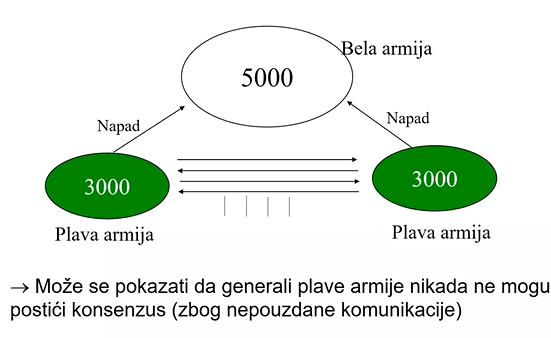 Bela armija
5000
Napad
Napad
3000
3000
Plava armija
Plava armija
→ Može se pokazati da generali plave armije nikada ne mogu
postići konsenzus (zbog nepouzdane komunikacije)